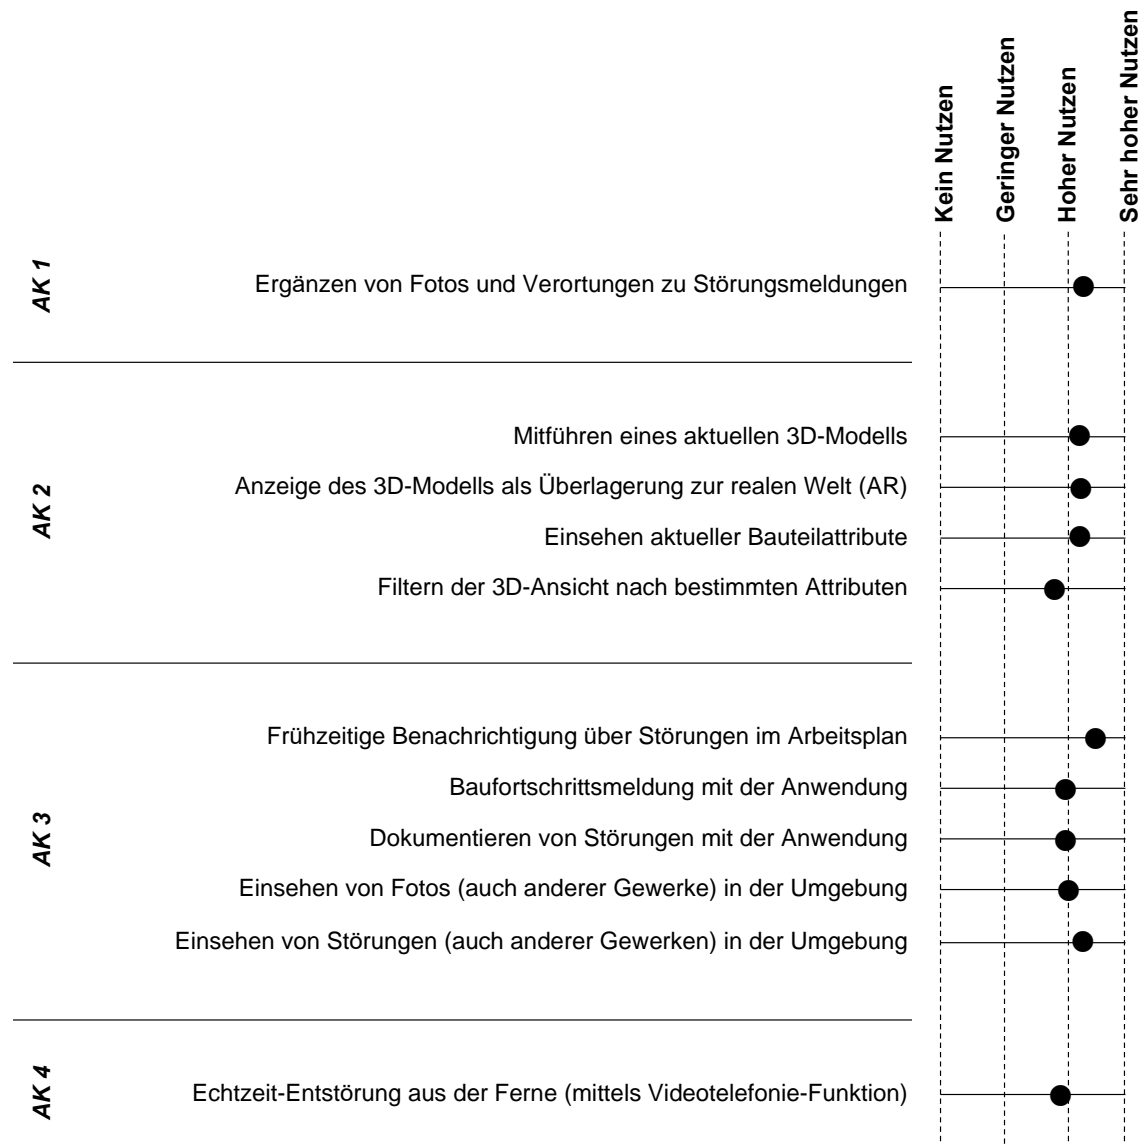 Kein Nutzen
Geringer Nutzen
Hoher Nutzen
Sehr hoher Nutzen
AK 1
Ergänzen von Fotos und Verortungen zu Störungsmeldungen
AK 2
Mitführen eines aktuellen 3D-Modells
Anzeige des 3D-Modells als Überlagerung zur realen Welt (AR)
Einsehen aktueller Bauteilattribute
Filtern der 3D-Ansicht nach bestimmten Attributen
AK 3
Frühzeitige Benachrichtigung über Störungen im Arbeitsplan
Baufortschrittsmeldung mit der Anwendung
Dokumentieren von Störungen mit der Anwendung
Einsehen von Fotos (auch anderer Gewerke) in der Umgebung
Einsehen von Störungen (auch anderer Gewerken) in der Umgebung
AK 4
Echtzeit-Entstörung aus der Ferne (mittels Videotelefonie-Funktion)